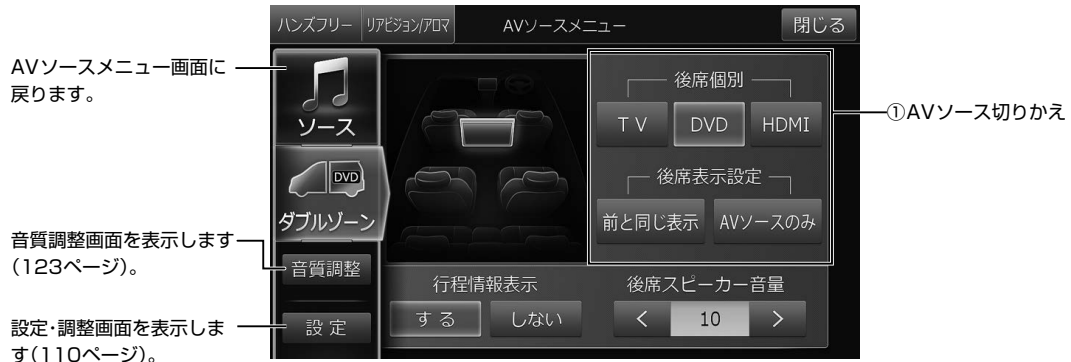 ハンズフリー
リアビジョン/アロマ
AVソースメニュー
閉じる
AVソースメニュー画面に
戻ります。
ソース
後席個別
TV
DVD
HDMI
①AVソース切りかえ
DVD
ダブルゾーン
後席表示設定
前と同じ表示
AVソースのみ
音質調整画面を表示します
(123ページ)。
音質調整
行程情報表示
する
しない
後席スピーカー音量
<
10
>
設定・調整画面を表示しま
す(110ページ)。
設定